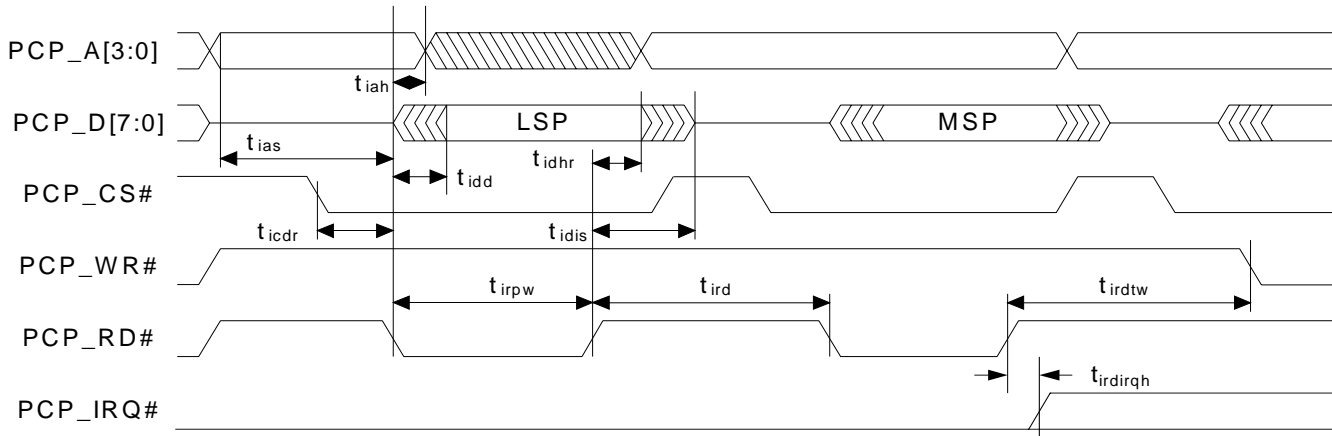 PCP_A[3:0]
t iah
PCP_D[7:0]
LSP
MSP
t ias
t idd
t idhr
PCP_CS#
t icdr
t idis
PCP_WR#
t irpw
t ird
t irdtw
PCP_RD#
t irdirqh
PCP_IRQ#